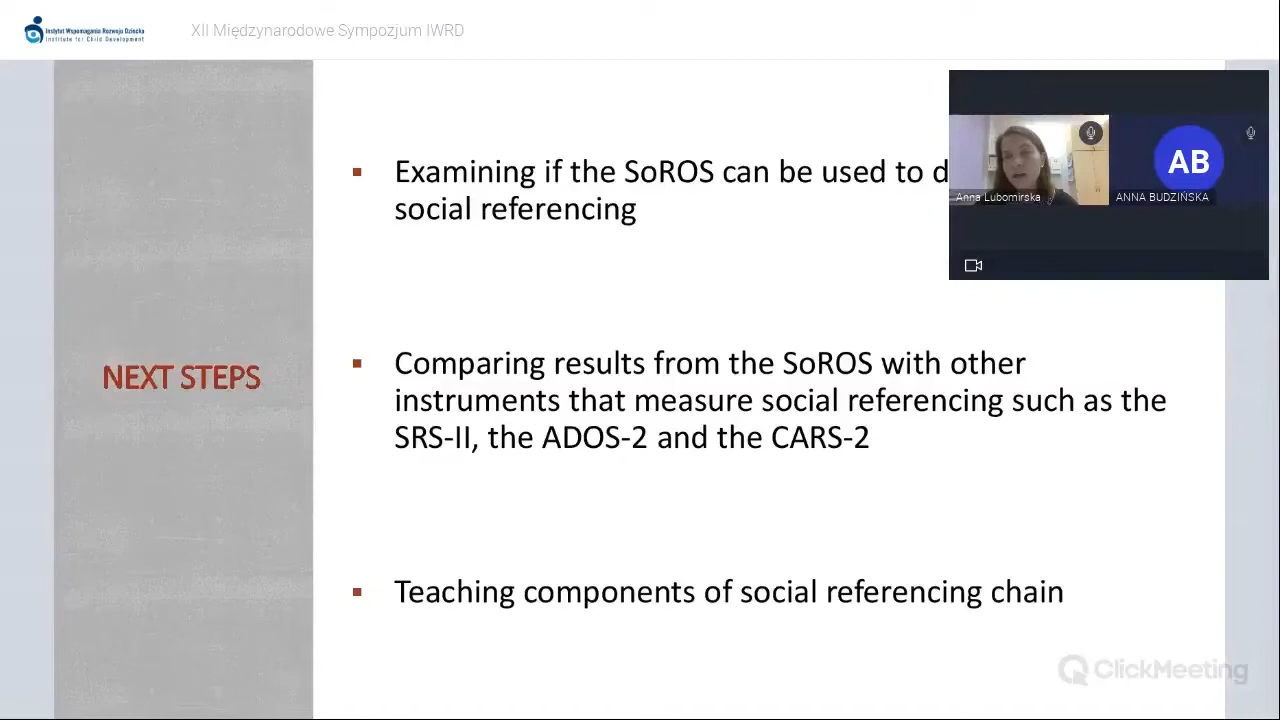 Instytut Wspomagania Rozwoju Dziecka
Institute for Child Development
XII Międzynarodowe Sympozjum IWRD
Examining if the SoROS can be used to d
social referencing
AB
Anna Lubomirska
ANNA BUDZIŃSKA
NEXT STEPS
Comparing results from the SoROS with other
instruments that measure social referencing such as the
SRS-II, the ADOS-2 and the CARS-2
Teaching components of social referencing chain
ClickMeeting